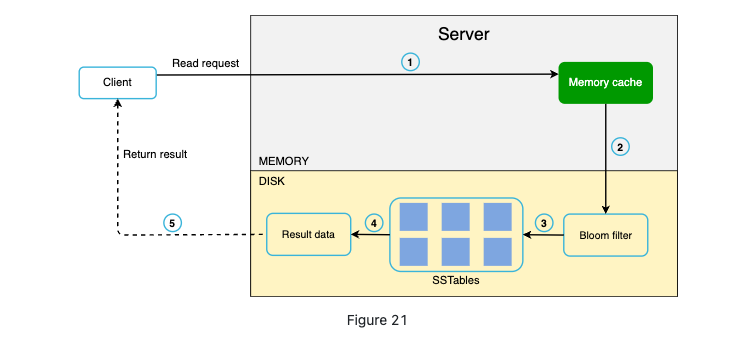 Server
Read request
1
Client
Memory cache
2
Return result
MEMORY
DISK
5
Result data
4
3
Bloom filter
SSTables
Figure 21